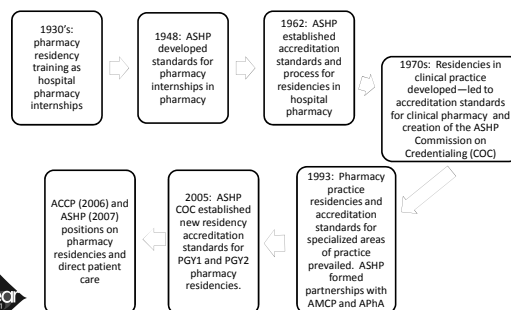 1930's:
pharmacy
residency
training as
hospital
pharmacy
internships
1948: ASHP
developed
standards for
pharmacy
internships in
pharmacy
1962: ASHP
established
accreditation
standards and
process for
residencies in
hospital
pharmacy
1970s: Residencies in
clinical practice
developed—led to
accreditation standards
for clinical pharmacy and
creation of the ASHP
Commission on
Credentialing (COC)
1993: Pharmacy
practice
residencies and
accreditation
standards for
specialized areas
of practice
prevailed. ASHP
formed
partnerships with
AMCP and APhA
2005: ASHP
COC established
new residency
accreditation
standards for
PGY1 and PGY2
pharmacy
residencies.
ACCP (2006) and
ASHP (2007)
positions on
pharmacy
residencies and
direct patient
care